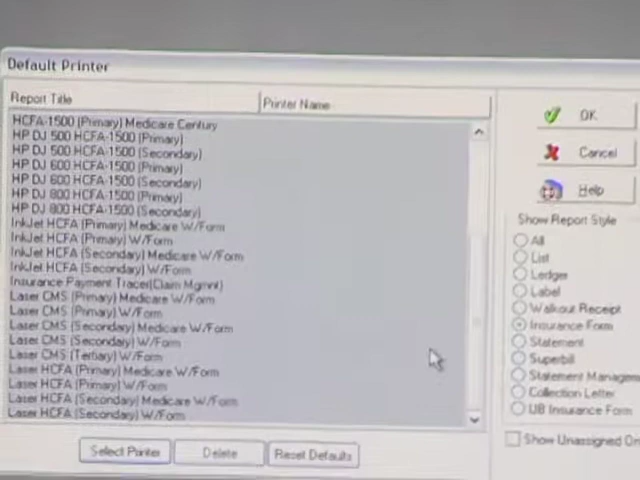 Default Printer
Report Title
Printer Name
HCFA-1500 (Primary) Medicare Century
HP DJ 500 HCFA-1500 (Primary)
HP DJ 500 HCFA-1500 (Secondary)
HP DJ 600 HCFA-1500 (Primary)
HP DJ 600 HCFA-1500 (Secondary)
HP DJ 800 HCFA-1500 (Primary)
HP DJ 800 HCFA-1500 (Secondary)
InkJet HCFA (Primary) Medicare W/Form
InkJet HCFA (Primary) W/Form
InkJet HCFA (Secondary) Medicare W/Form
InkJet HCFA (Secondary) W/Form
Insurance Payment Tracer(Claim Mgmnt)
Laser CMS (Primary) Medicare W/Form
Laser CMS (Primary) W/Form
Laser CMS (Secondary) Medicare W/Form
Laser CMS (Secondary) W/Form
Laser CMS (Tertiary) W/Form
Laser HCFA (Primary) Medicare W/Form
Laser HCFA (Primary) W/Form
Laser HCFA (Secondary) Medicare W/Form
Laser HCFA (Secondary) W/Form
Select Printer
Delete
Reset Defaults
OK
Cancel
Help
Show Report Style
All
List
Ledger
Label
Walkout Receipt
Insurance Form
Statement
Superbill
Statement Manageme
Collection Letter
UB Insurance Form
Show Unassigned On